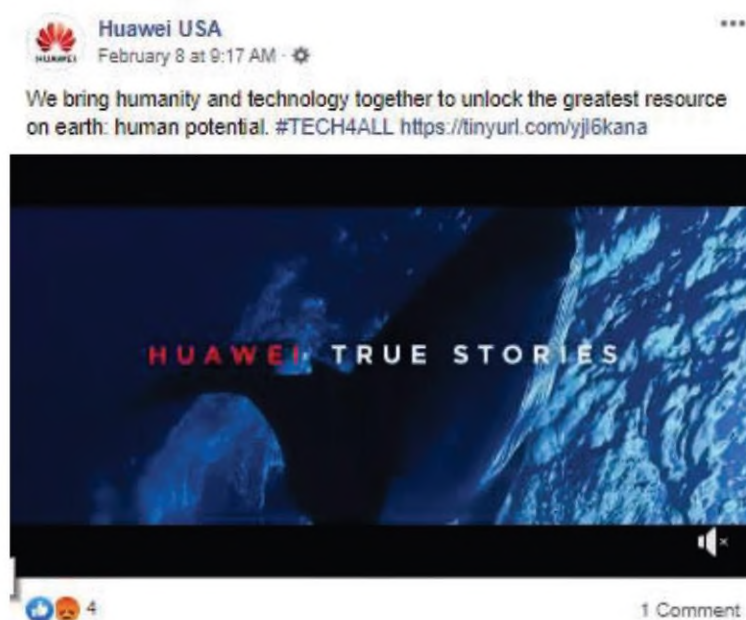 Huawei USA
HUAWEI
February 8 at 9:17 AM ·
We bring humanity and technology together to unlock the greatest resource
on earth: human potential. #TECH4ALL https://tinyurl.com/yjl6kana
HUAWEI TRUE STORIES
4
1 Comment